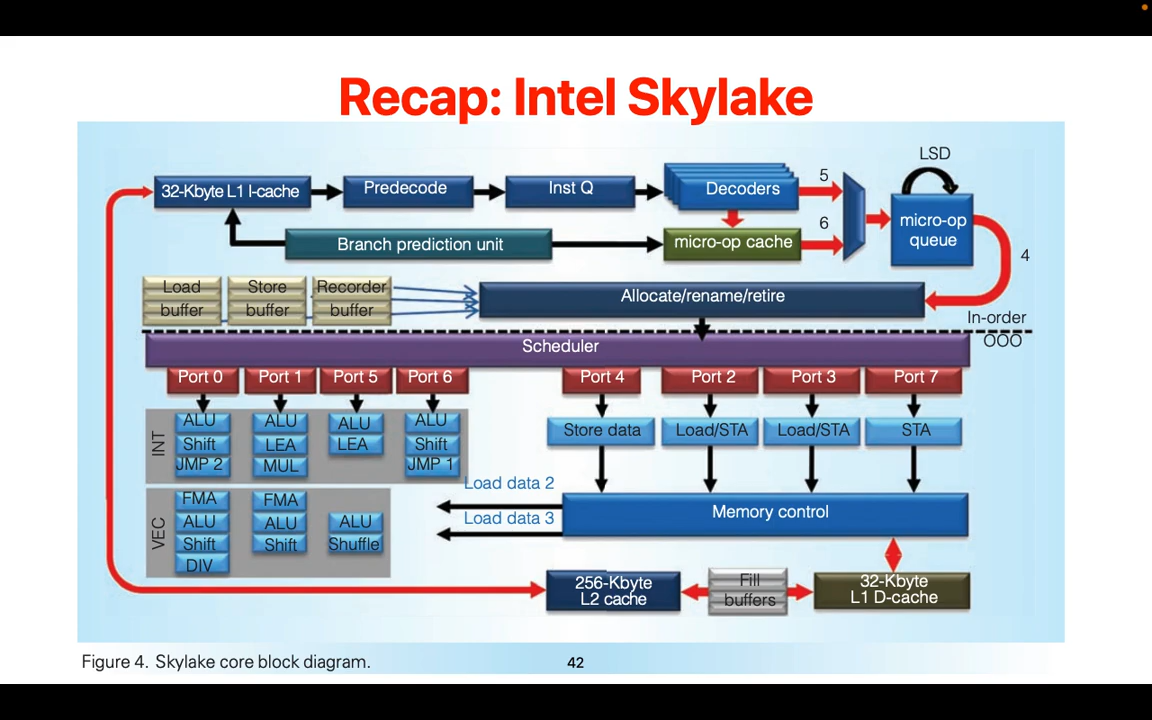 Recap: Intel Skylake
LSD
32-Kbyte L1 I-cache
Predecode
Inst Q
Decoders
5
micro-op
queue
Branch prediction unit
micro-op cache
6
4
Load
buffer
Store
buffer
Recorder
buffer
Allocate/rename/retire
In-order
OOO
Scheduler
Port 0
Port 1
Port 5
Port 6
Port 4
Port 2
Port 3
Port 7
INT
ALU
Shift
JMP 2
ALU
LEA
MUL
ALU
LEA
ALU
Shift
JMP 1
Store data
Load/STA
Load/STA
STA
VEC
FMA
ALU
Shift
DIV
FMA
ALU
Shift
ALU
Shuffle
Load data 2
Load data 3
Memory control
256-Kbyte
L2 cache
Fill
buffers
32-Kbyte
L1 D-cache
Figure 4. Skylake core block diagram.
42